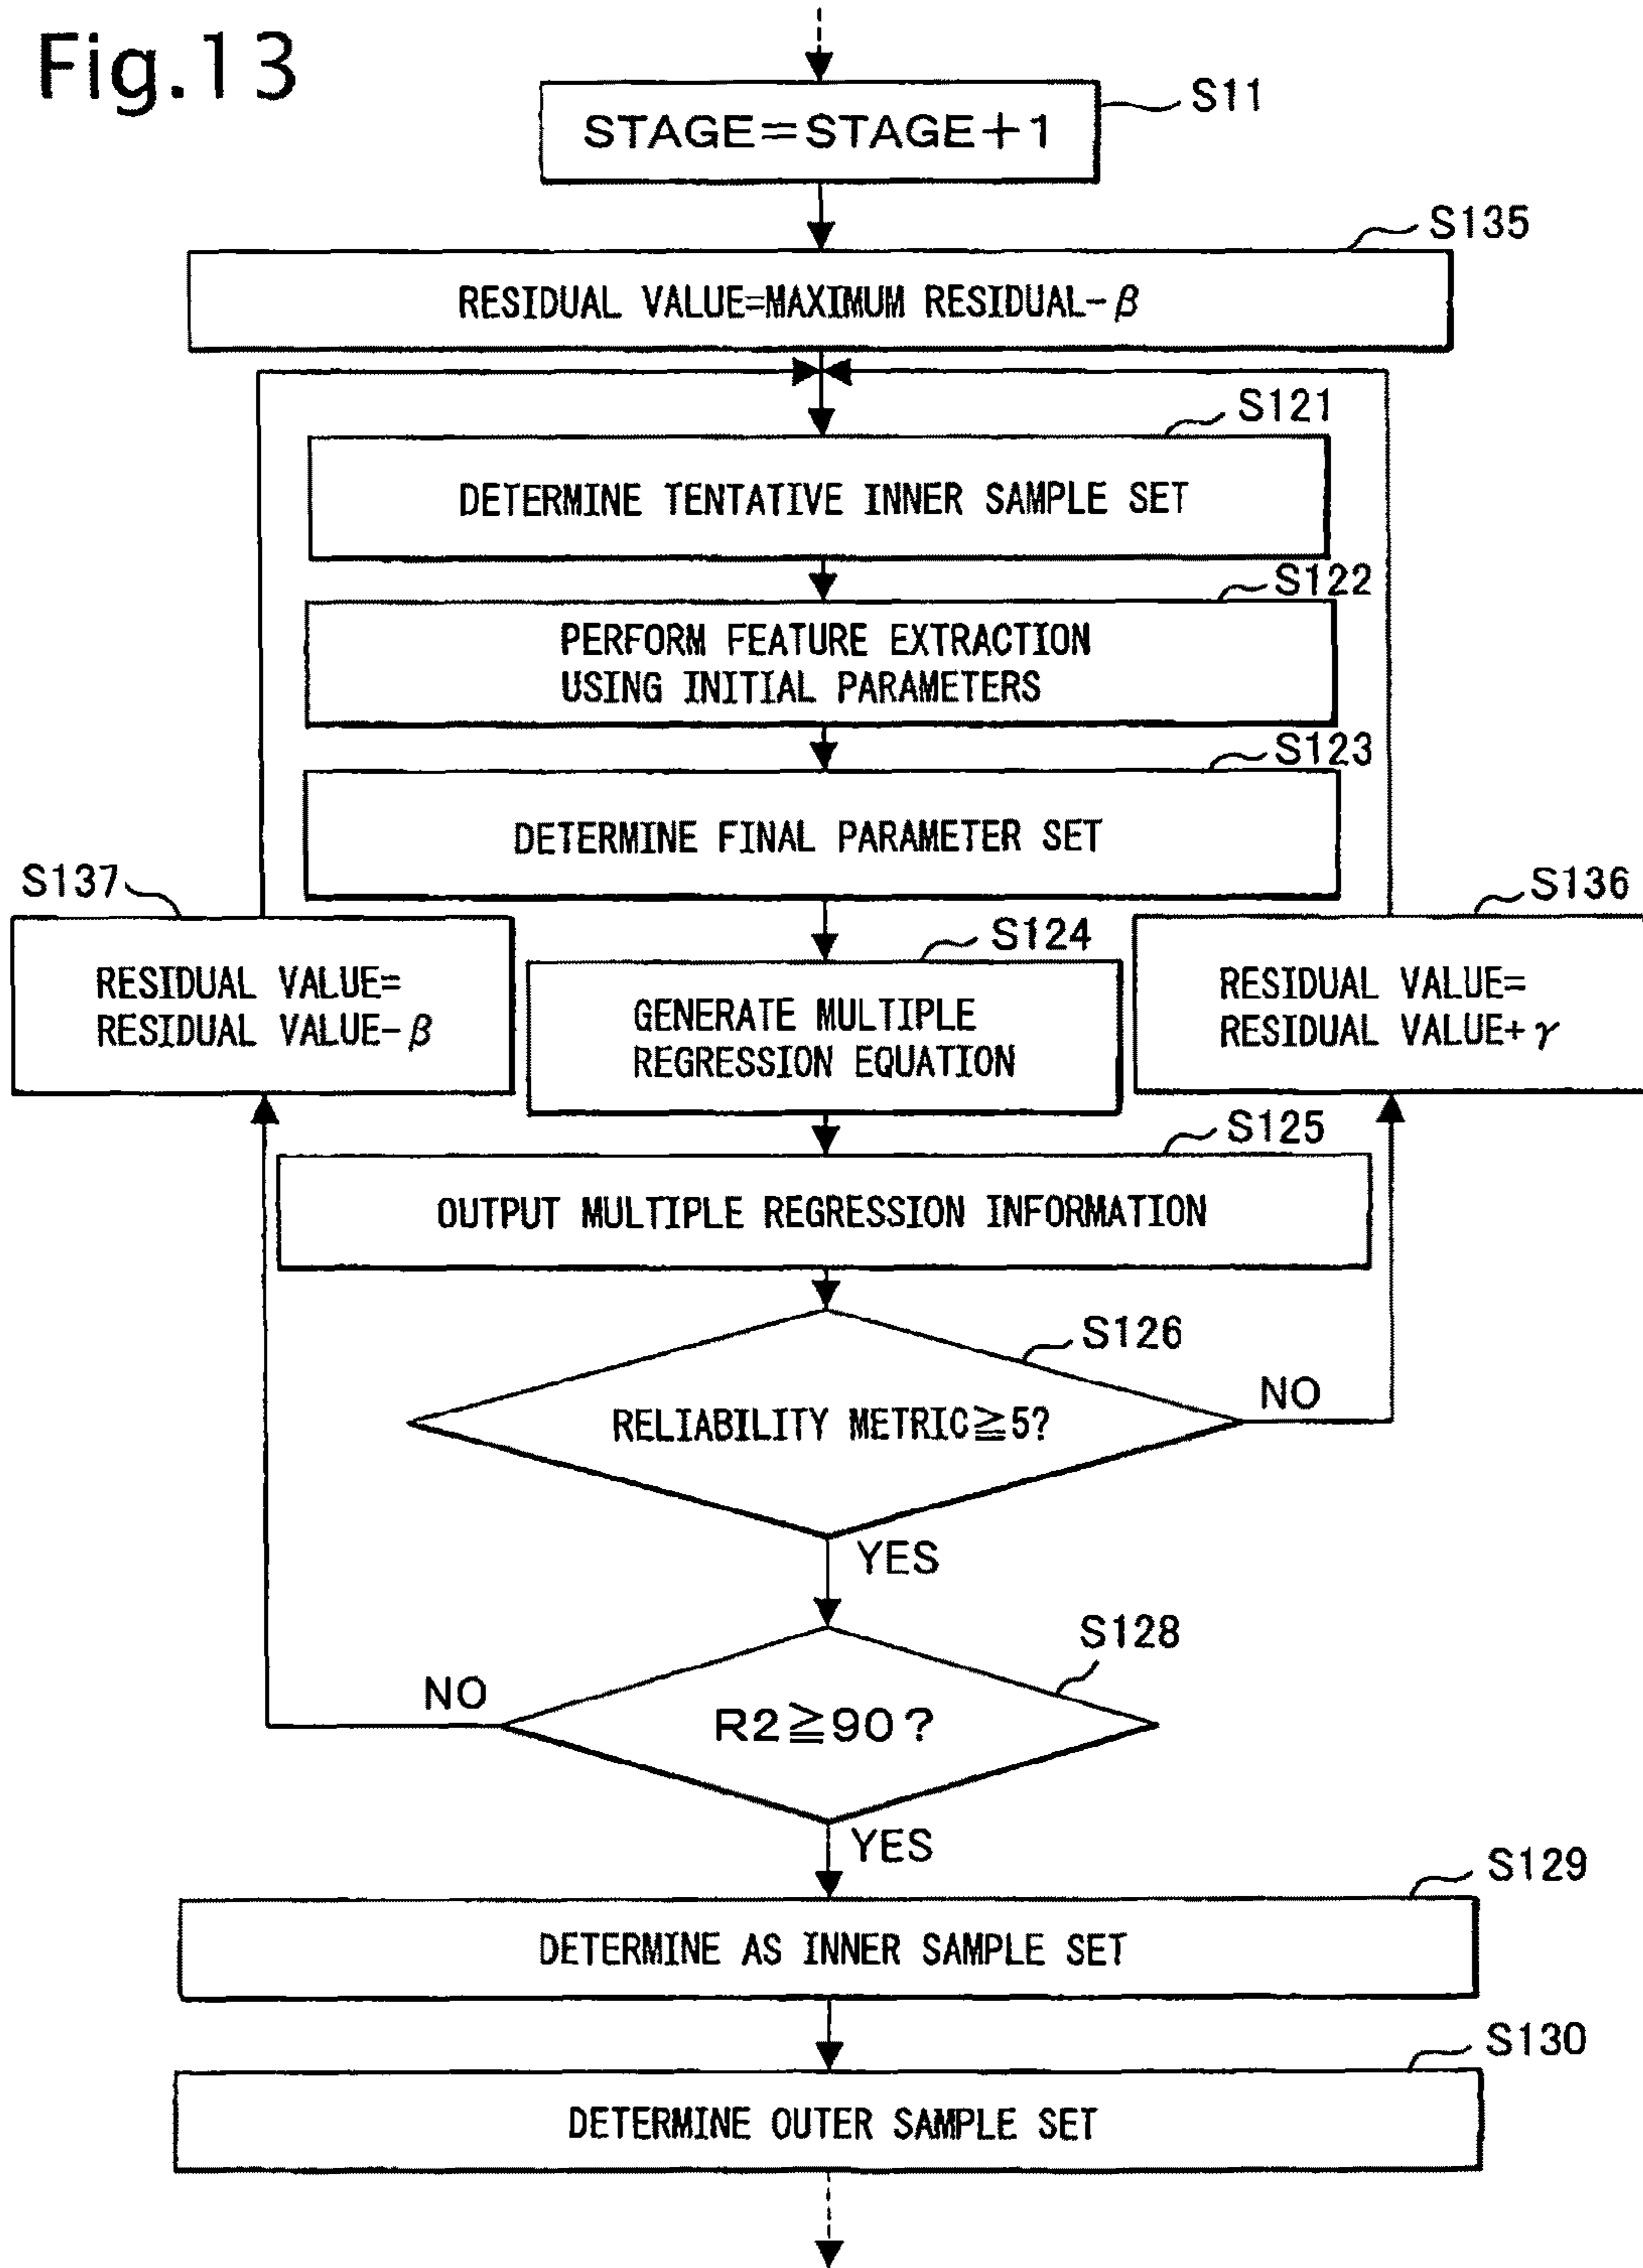 Fig.13
S11
STAGE=STAGE+1
S135
RESIDUAL VALUE=MAXIMUM RESIDUAL-β
S121
DETERMINE TENTATIVE INNER SAMPLE SET
S122
PERFORM FEATURE EXTRACTION
USING INITIAL PARAMETERS
S123
DETERMINE FINAL PARAMETER SET
S137
RESIDUAL VALUE=
RESIDUAL VALUE-β
S124
GENERATE MULTIPLE
REGRESSION EQUATION
S136
RESIDUAL VALUE=
RESIDUAL VALUE+γ
S125
OUTPUT MULTIPLE REGRESSION INFORMATION
S126
RELIABILITY METRIC≧5?
NO
YES
S128
R2≧90?
NO
YES
S129
DETERMINE AS INNER SAMPLE SET
S130
DETERMINE OUTER SAMPLE SET